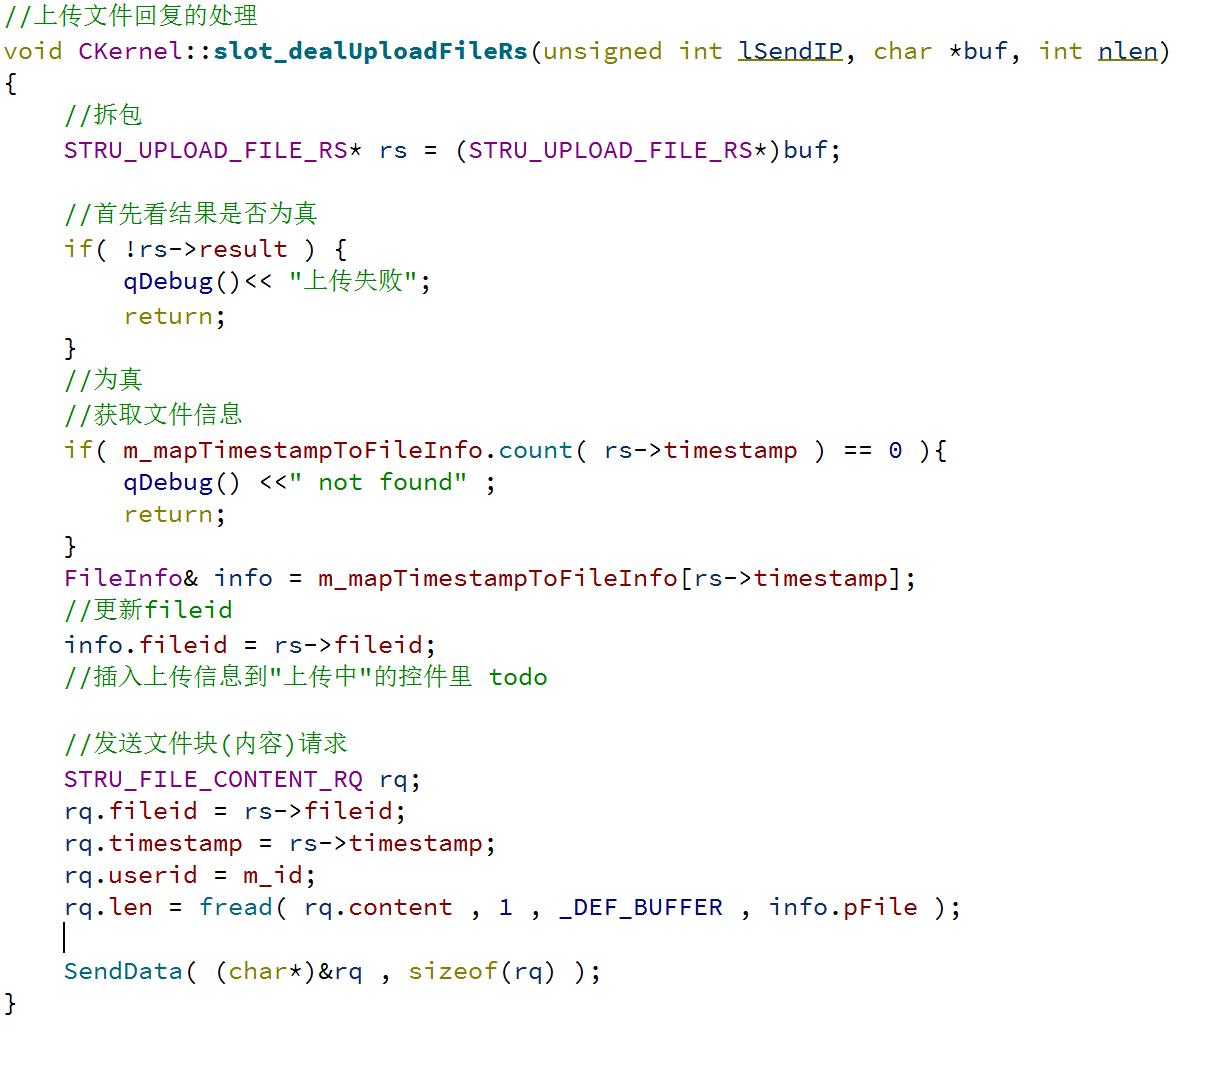 //上传文件回复的处理
void CKernel::slot_dealUploadFileRs(unsigned int lSendIP, char *buf, int nlen)
{
    //拆包
    STRU_UPLOAD_FILE_RS* rs = (STRU_UPLOAD_FILE_RS*)buf;
    //首先看结果是否为真
    if( !rs->result ) {
        qDebug()<< "上传失败";
        return;
    }
    //为真
    //获取文件信息
    if( m_mapTimestampToFileInfo.count( rs->timestamp ) == 0 ){
        qDebug() <<" not found" ;
        return;
    }
    FileInfo& info = m_mapTimestampToFileInfo[rs->timestamp];
    //更新fileid
    info.fileid = rs->fileid;
    //插入上传信息到"上传中"的控件里 todo
    //发送文件块(内容)请求
    STRU_FILE_CONTENT_RQ rq;
    rq.fileid = rs->fileid;
    rq.timestamp = rs->timestamp;
    rq.userid = m_id;
    rq.len = fread( rq.content , 1 , _DEF_BUFFER , info.pFile );
    SendData( (char*)&rq , sizeof(rq) );
}